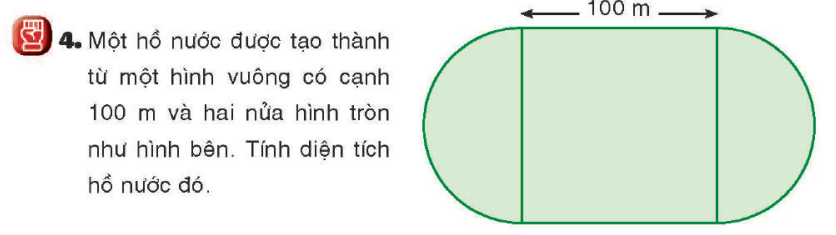 100 m
4. Một hồ nước được tạo thành
từ một hình vuông có cạnh
100 m và hai nửa hình tròn
như hình bên. Tính diện tích
hồ nước đó.